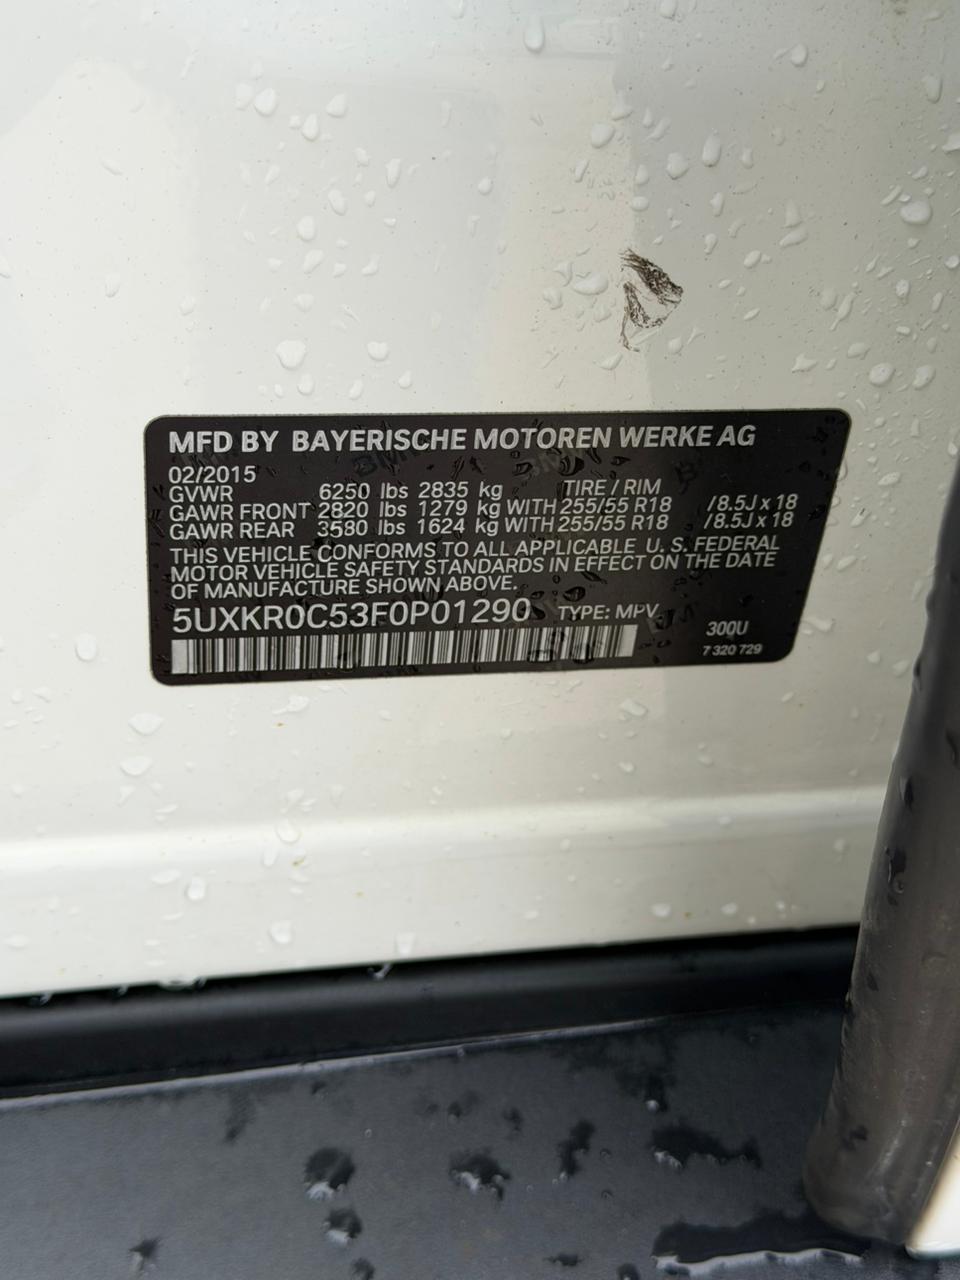 MFD BY BAYERISCHE MOTOREN WERKE AG
02/2015
GVWR 6250 lbs 2835 kg TIRE / RIM
GAWR FRONT 2820 lbs 1279 kg WITH 255/55 R18 /8.5J x 18
GAWR REAR 3580 lbs 1624 kg WITH 255/55 R18 /8.5J x 18
THIS VEHICLE CONFORMS TO ALL APPLICABLE U. S. FEDERAL
MOTOR VEHICLE SAFETY STANDARDS IN EFFECT ON THE DATE
OF MANUFACTURE SHOWN ABOVE.
5UXKR0C53F0P01290 TYPE: MPV
300U
7 320 729